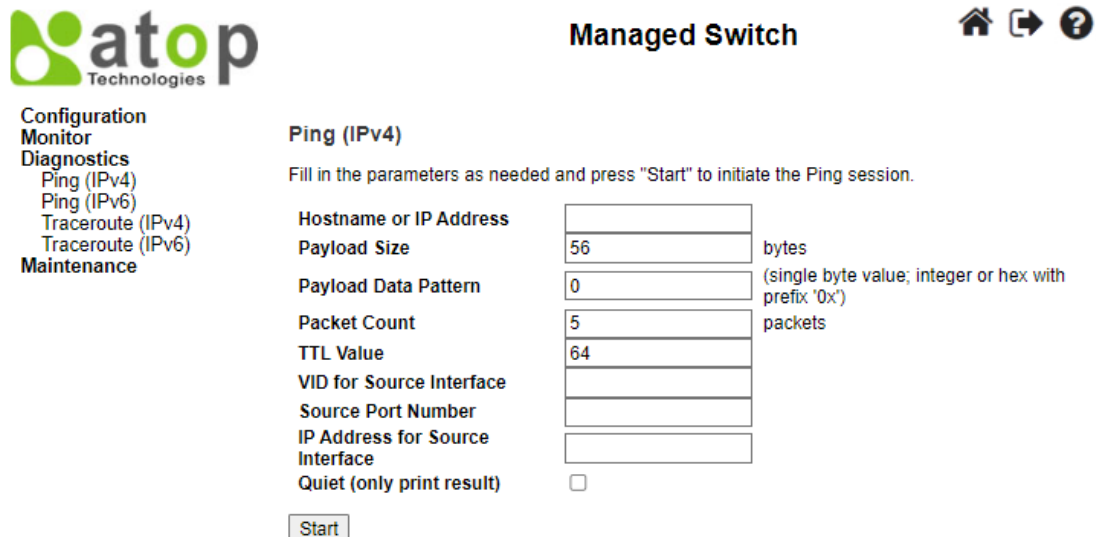 atop
Technologies
Managed Switch
?
Configuration
Monitor
Diagnostics
Ping (IPv4)
Ping (IPv6)
Traceroute (IPv4)
Traceroute (IPv6)
Maintenance
Ping (IPv4)
Fill in the parameters as needed and press "Start" to initiate the Ping session.
Hostname or IP Address
Payload Size 56 bytes
Payload Data Pattern 0 (single byte value; integer or hex with
prefix '0x')
Packet Count 5 packets
TTL Value 64
VID for Source Interface
Source Port Number
IP Address for Source
Interface
Quiet (only print result)
Start